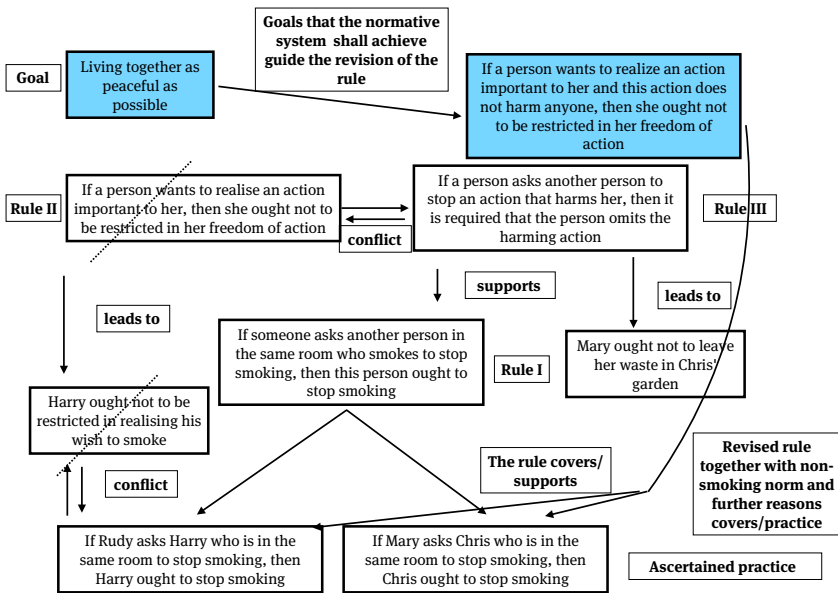 Goals that the normative
system shall achieve
guide the revision of the
rule
Goal
Living together as
peaceful as
possible
If a person wants to realize an action
important to her and this action does
not harm anyone, then she ought not
to be restricted in her freedom of
action
Rule II
If a person wants to realise an action
important to her, then she ought not to
be restricted in her freedom of action
conflict
If a person asks another person to
stop an action that harms her, then it
is required that the person omits the
harming action
Rule III
leads to
supports
leads to
If someone asks another person in
the same room who smokes to stop
smoking, then this person ought to
stop smoking
Rule I
Mary ought not to leave
her waste in Chris'
garden
Harry ought not to be
restricted in realising his
wish to smoke
conflict
The rule covers/
supports
Revised rule
together with non-
smoking norm and
further reasons
covers/practice
If Rudy asks Harry who is in the
same room to stop smoking, then
Harry ought to stop smoking
If Mary asks Chris who is in the
same room to stop smoking, then
Chris ought to stop smoking
Ascertained practice